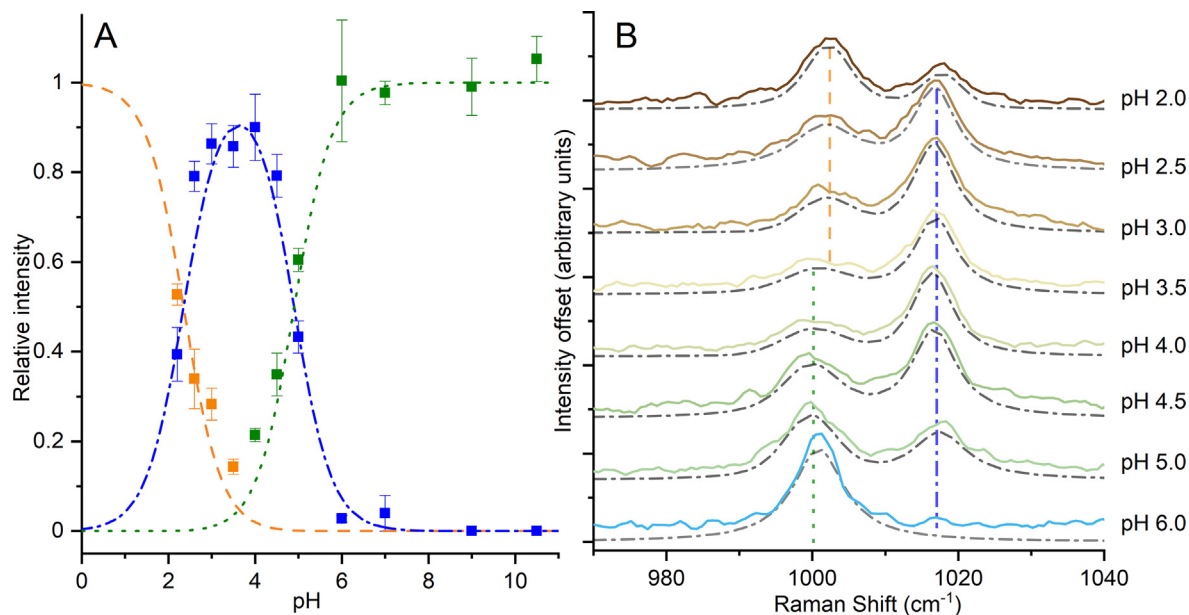 A
Relative intensity
1
0.8
0.6
0.4
0.2
0
0
2
4
6
8
10
pH
B
Intensity offset (arbitrary units)
pH 2.0
pH 2.5
pH 3.0
pH 3.5
pH 4.0
pH 4.5
pH 5.0
pH 6.0
980
1000
1020
1040
Raman Shift (cm⁻¹)